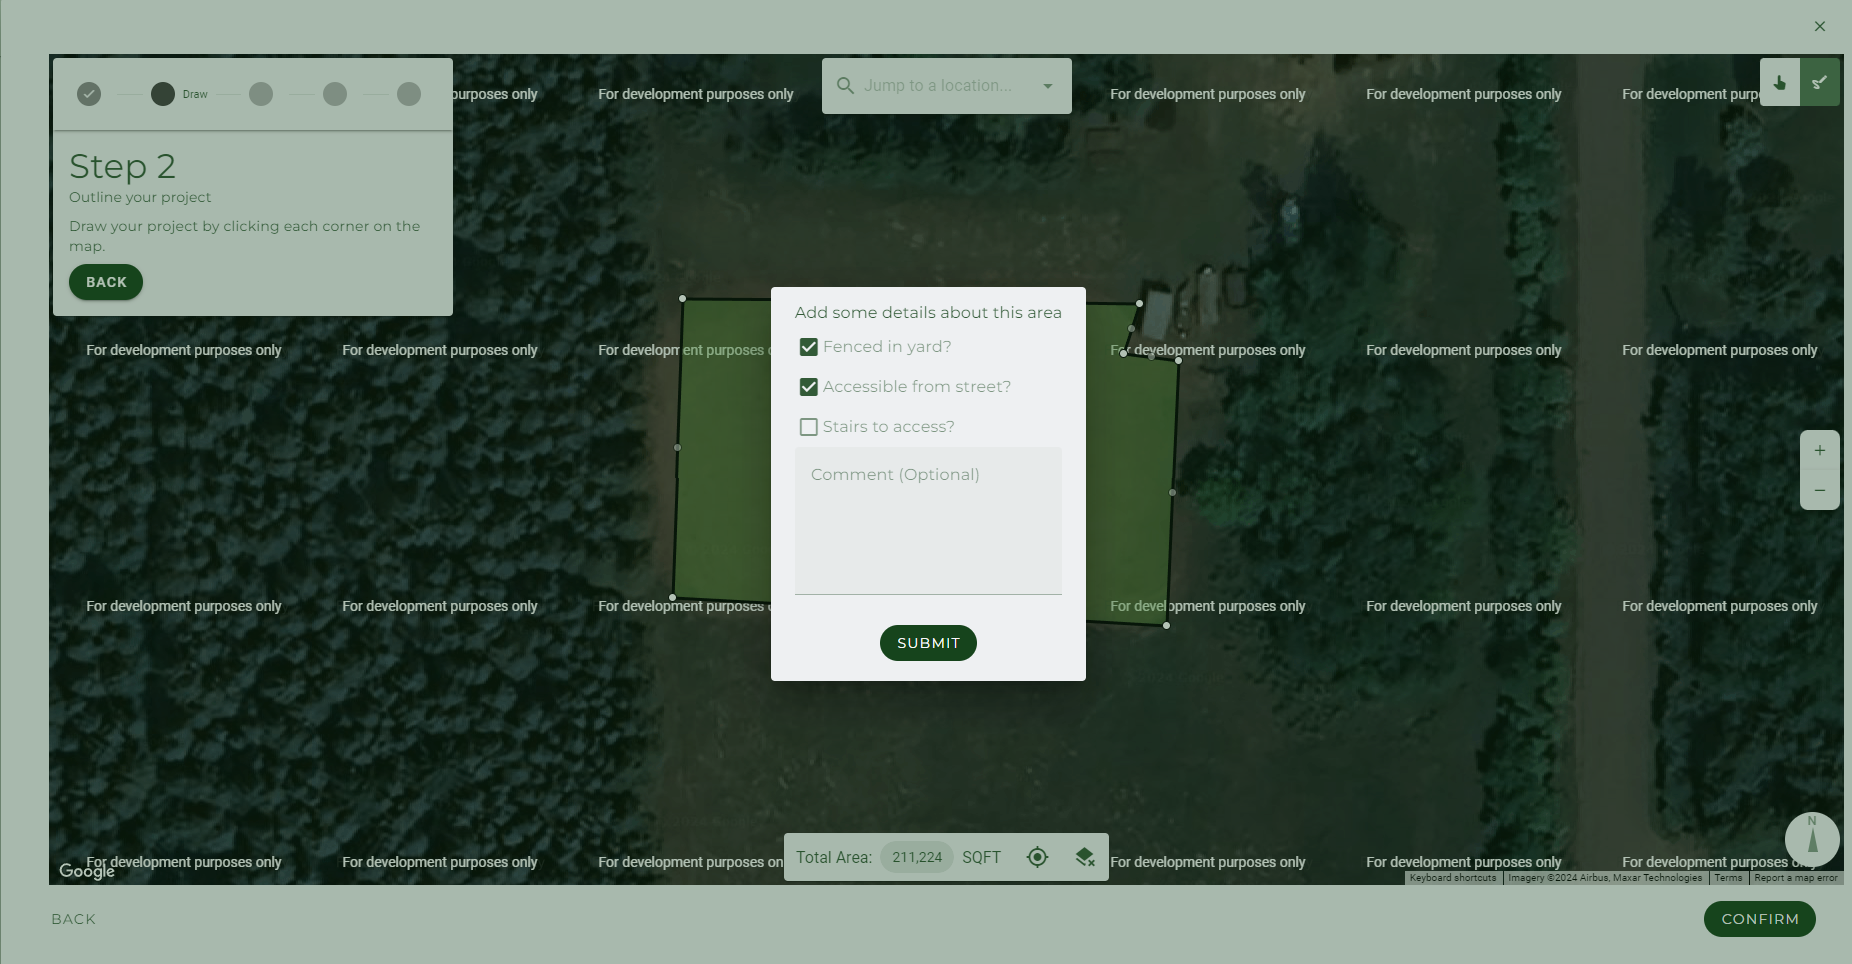 Draw
Step 2
Outline your project
Draw your project by clicking each corner on the
map.
BACK
Jump to a location...
purposes only
For development purposes only
For development purposes only
For development purposes only
For development purp
Add some details about this area
Fenced in yard?
Accessible from street?
Stairs to access?
Comment (Optional)
SUBMIT
For development purposes only
For development purposes only
For development purposes
For development purposes only
For development purposes only
For development purposes only
+
−
For development purposes only
For development purposes only
For development purposes
For development purposes only
For development purposes only
For development purposes only
N
For development purposes only
For development purposes only
For development purposes on
Total Area: 211,224 SQFT
For development purposes only
For development purposes only
For development purposes only
Google
Keyboard shortcuts
Imagery ©2024 Airbus, Maxar Technologies
Terms
Report a map error
BACK
CONFIRM